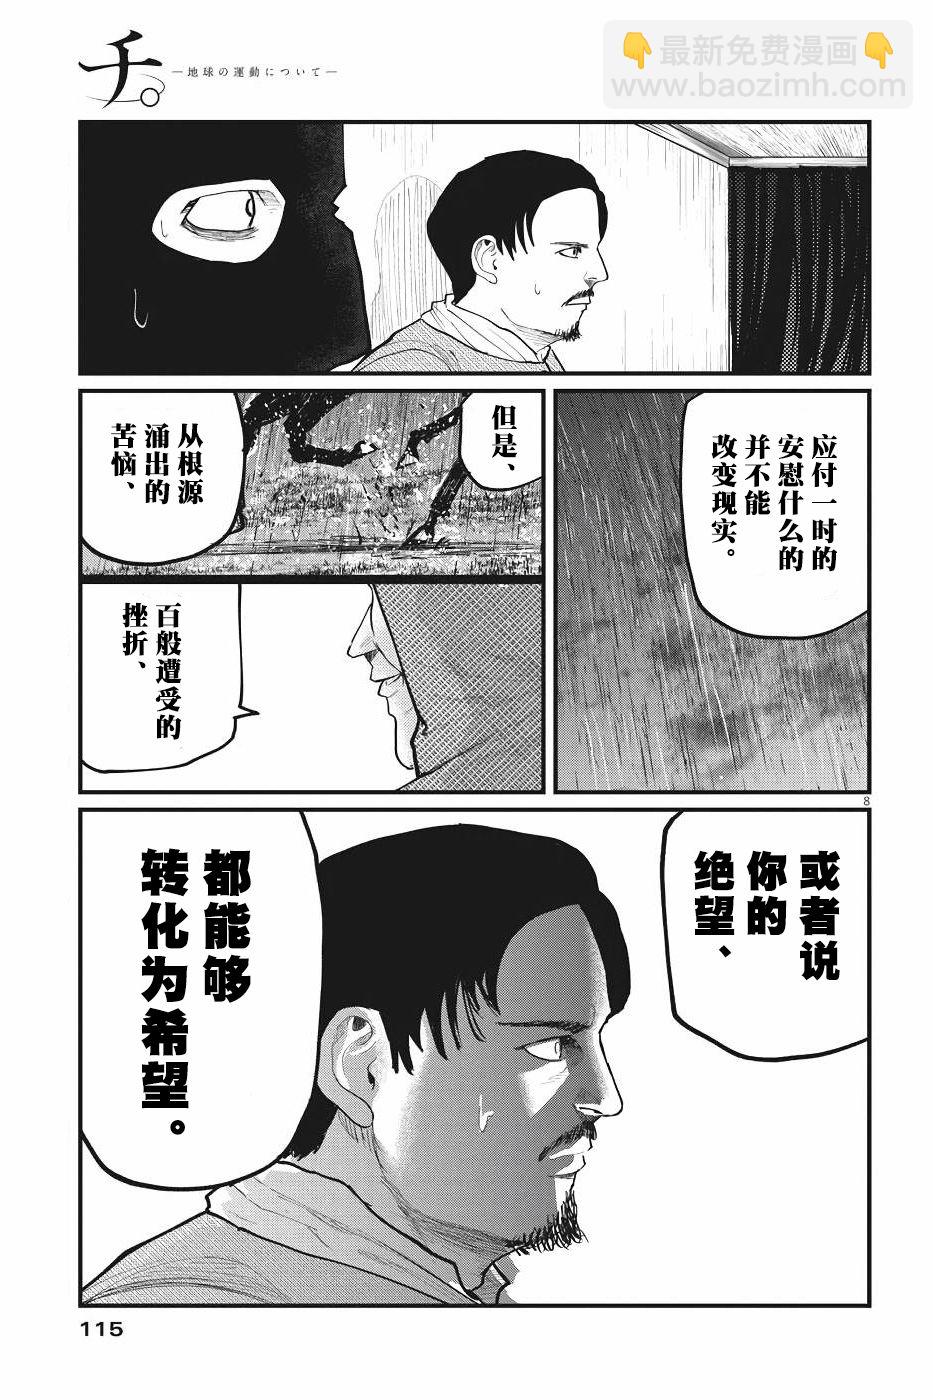 千。
—地球の運動について—
最新免费漫画
www.baozimh.com
应付一时的
安慰什么的
并不能
改变现实。
但是、
从根源
涌出的
苦恼、
百般遭受的
挫折、
8
或者说
你的
绝望、
都能够
转化为希望。
115